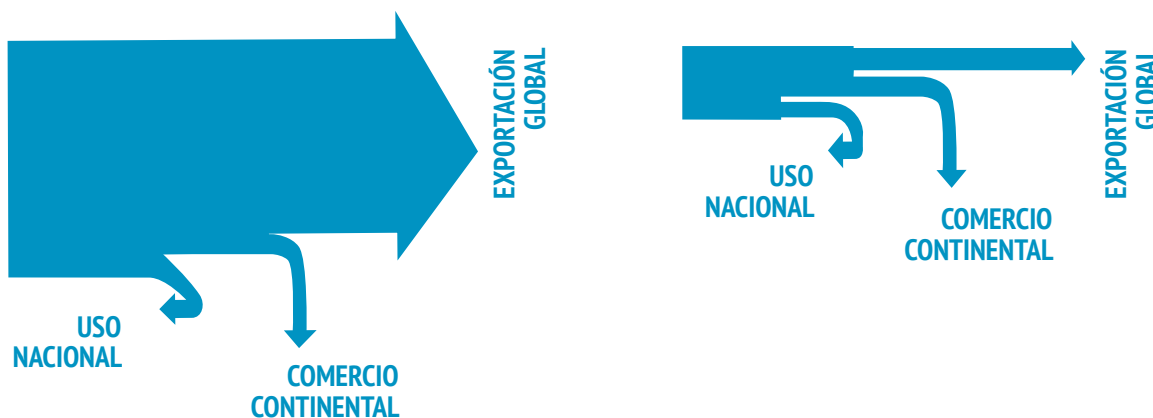 EXPORTACIÓN
GLOBAL
USO
NACIONAL
COMERCIO
CONTINENTAL
EXPORTACIÓN
GLOBAL
USO
NACIONAL
COMERCIO
CONTINENTAL